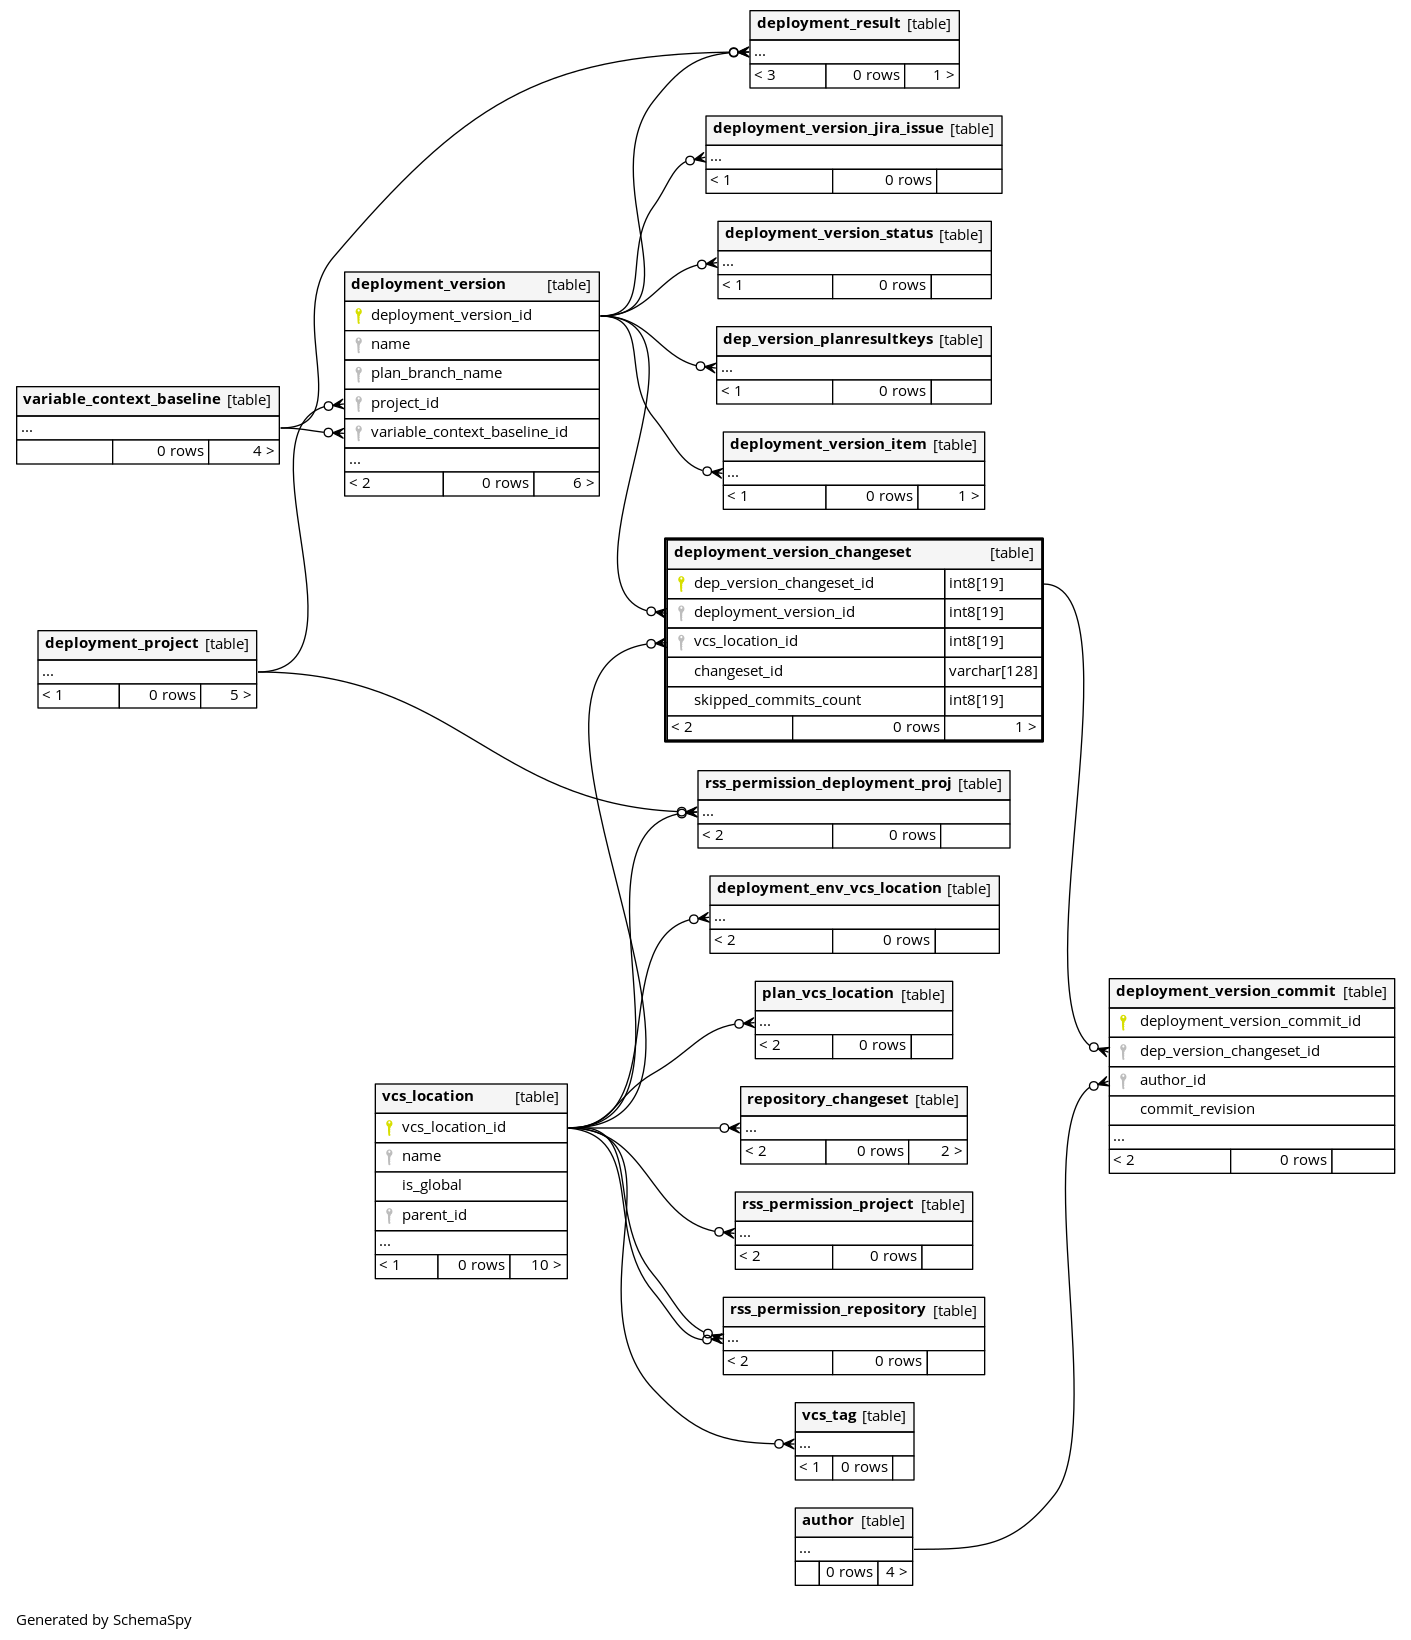 deployment_result [table]
...
< 3 0 rows 1 >
deployment_version_jira_issue [table]
...
< 1 0 rows
deployment_version_status [table]
...
< 1 0 rows
deployment_version [table]
deployment_version_id
name
plan_branch_name
project_id
variable_context_baseline_id
...
< 2 0 rows 6 >
dep_version_planresultkeys [table]
...
< 1 0 rows
variable_context_baseline [table]
...
0 rows 4 >
deployment_version_item [table]
...
< 1 0 rows 1 >
deployment_version_changeset [table]
dep_version_changeset_id int8[19]
deployment_version_id int8[19]
vcs_location_id int8[19]
changeset_id varchar[128]
skipped_commits_count int8[19]
< 2 0 rows 1 >
deployment_project [table]
...
< 1 0 rows 5 >
rss_permission_deployment_proj [table]
...
< 2 0 rows
deployment_env_vcs_location [table]
...
< 2 0 rows
plan_vcs_location [table]
...
< 2 0 rows
deployment_version_commit [table]
deployment_version_commit_id
dep_version_changeset_id
author_id
commit_revision
...
< 2 0 rows
vcs_location [table]
vcs_location_id
name
is_global
parent_id
...
< 1 0 rows 10 >
repository_changeset [table]
...
< 2 0 rows 2 >
rss_permission_project [table]
...
< 2 0 rows
rss_permission_repository [table]
...
< 2 0 rows
vcs_tag [table]
...
< 1 0 rows
author [table]
...
0 rows 4 >
Generated by SchemaSpy